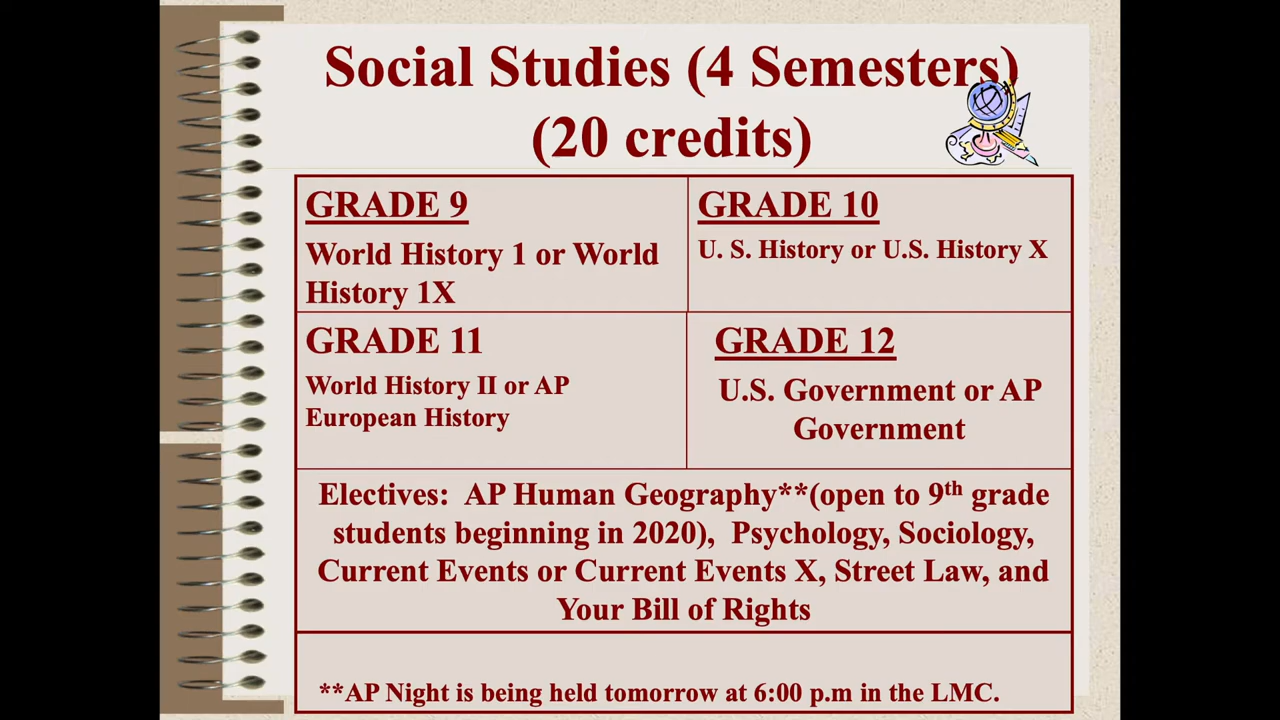 Social Studies (4 Semesters)
(20 credits)
GRADE 9
World History 1 or World
History 1X
GRADE 10
U. S. History or U.S. History X
GRADE 11
World History II or AP
European History
GRADE 12
U.S. Government or AP
Government
Electives: AP Human Geography**(open to 9th grade
students beginning in 2020), Psychology, Sociology,
Current Events or Current Events X, Street Law, and
Your Bill of Rights
**AP Night is being held tomorrow at 6:00 p.m in the LMC.